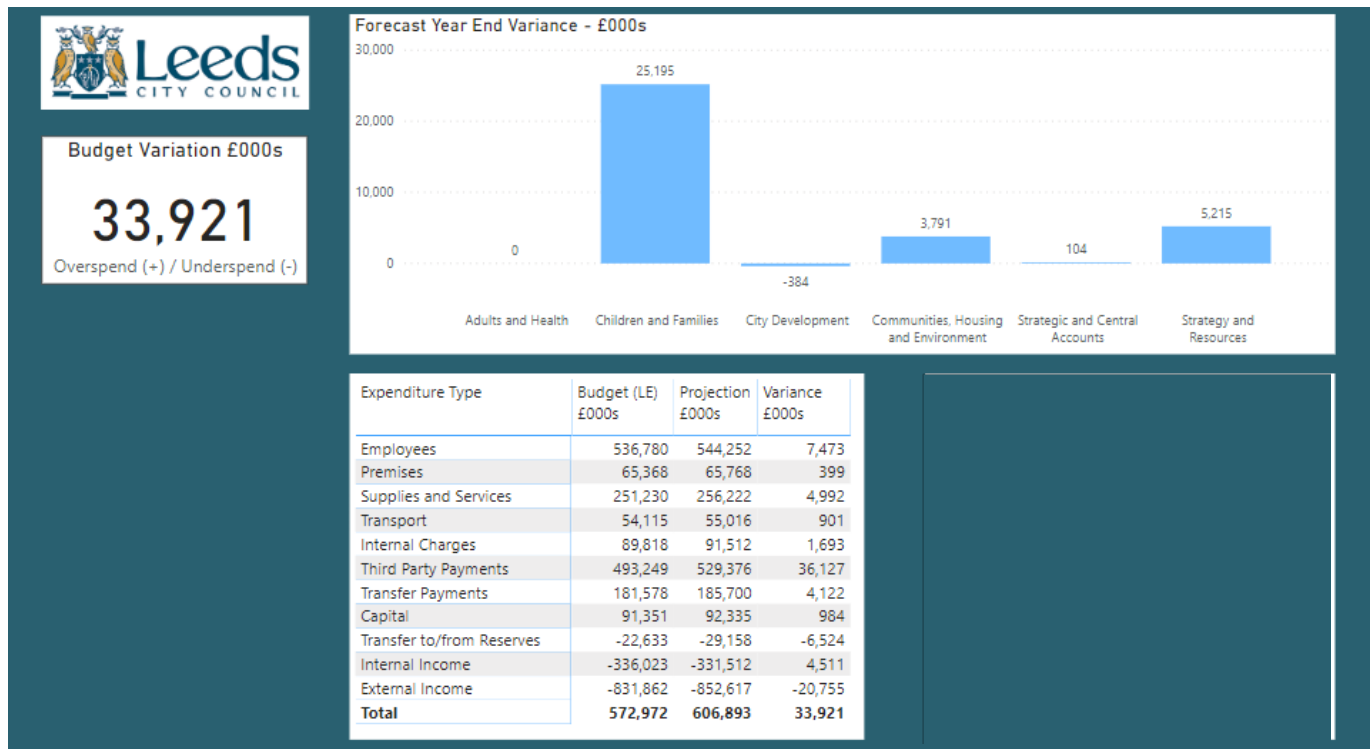 Leeds
CITY COUNCIL
Budget Variation £000s
33,921
Overspend (+) / Underspend (-)
Forecast Year End Variance - £000s
30,000
20,000
10,000
0
0
25,195
-384
3,791
104
5,215
Adults and Health
Children and Families
City Development
Communities, Housing
and Environment
Strategic and Central
Accounts
Strategy and
Resources
Expenditure Type Budget (LE) Projection Variance
£000s £000s £000s
Employees 536,780 544,252 7,473
Premises 65,368 65,768 399
Supplies and Services 251,230 256,222 4,992
Transport 54,115 55,016 901
Internal Charges 89,818 91,512 1,693
Third Party Payments 493,249 529,376 36,127
Transfer Payments 181,578 185,700 4,122
Capital 91,351 92,335 984
Transfer to/from Reserves -22,633 -29,158 -6,524
Internal Income -336,023 -331,512 4,511
External Income -831,862 -852,617 -20,755
Total 572,972 606,893 33,921